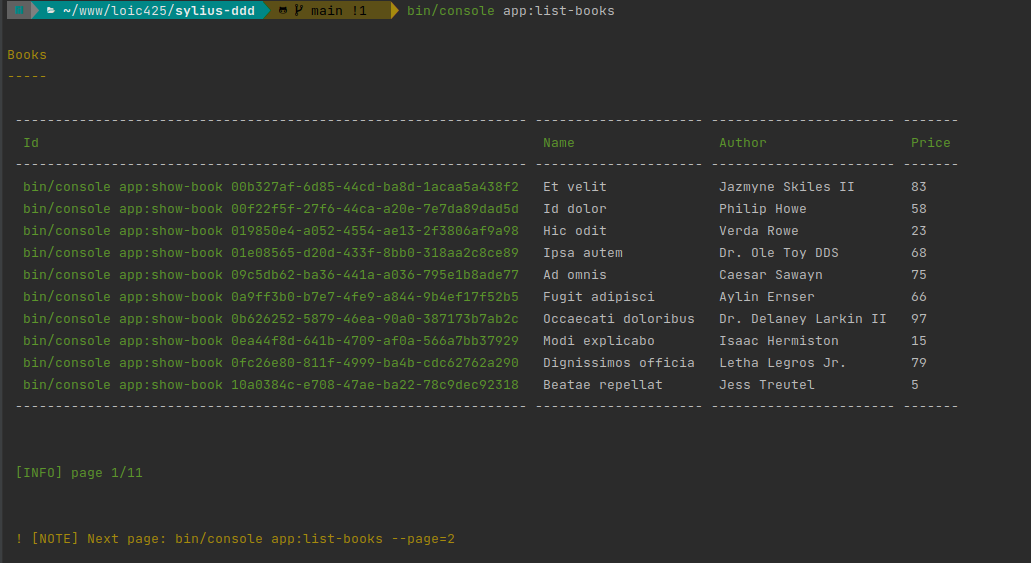 ~/www/loic425/sylius-ddd main !1 bin/console app:list-books
Books
-----
---------------------------------------------------------------- --------------------- ----------------------- -------
Id Name Author Price
---------------------------------------------------------------- --------------------- ----------------------- -------
bin/console app:show-book 00b327af-6d85-44cd-ba8d-1acaa5a438f2 Et velit Jazmyne Skiles II 83
bin/console app:show-book 00f22f5f-27f6-44ca-a20e-7e7da89dad5d Id dolor Philip Howe 58
bin/console app:show-book 019850e4-a052-4554-ae13-2f3806af9a98 Hic odit Verda Rowe 23
bin/console app:show-book 01e08565-d20d-433f-8bb0-318aa2c8ce89 Ipsa autem Dr. Ole Toy DDS 68
bin/console app:show-book 09c5db62-ba36-441a-a036-795e1b8ade77 Ad omnis Caesar Sawayn 75
bin/console app:show-book 0a9ff3b0-b7e7-4fe9-a844-9b4ef17f52b5 Fugit adipisci Aylin Ernser 66
bin/console app:show-book 0b626252-5879-46ea-90a0-387173b7ab2c Occaecati doloribus Dr. Delaney Larkin II 97
bin/console app:show-book 0ea44f8d-641b-4709-af0a-566a7bb37929 Modi explicabo Isaac Hermiston 15
bin/console app:show-book 0fc26e80-811f-4999-ba4b-cdc62762a290 Dignissimos officia Letha Legros Jr. 79
bin/console app:show-book 10a0384c-e708-47ae-ba22-78c9dec92318 Beatae repellat Jess Treutel 5
---------------------------------------------------------------- --------------------- ----------------------- -------
[INFO] page 1/11
! [NOTE] Next page: bin/console app:list-books --page=2